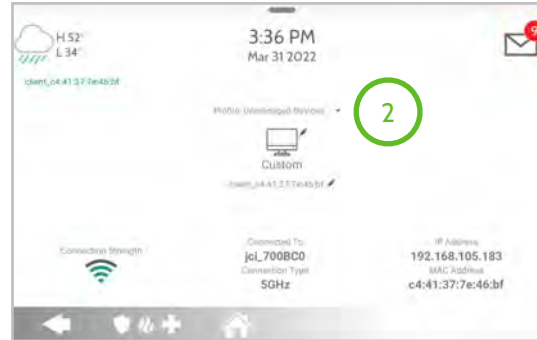 H 52°
L 34°
3:36 PM
Mar 31 2022
9
client_c4:41:37:7e:46:bf
Profile: Unmanaged Devices
2
Custom
client_c4:41:37:7e:46:bf
Connection Strength
Connected To
jci_700BC0
Connection Type
5GHz
IP Address
192.168.105.183
MAC Address
c4:41:37:7e:46:bf